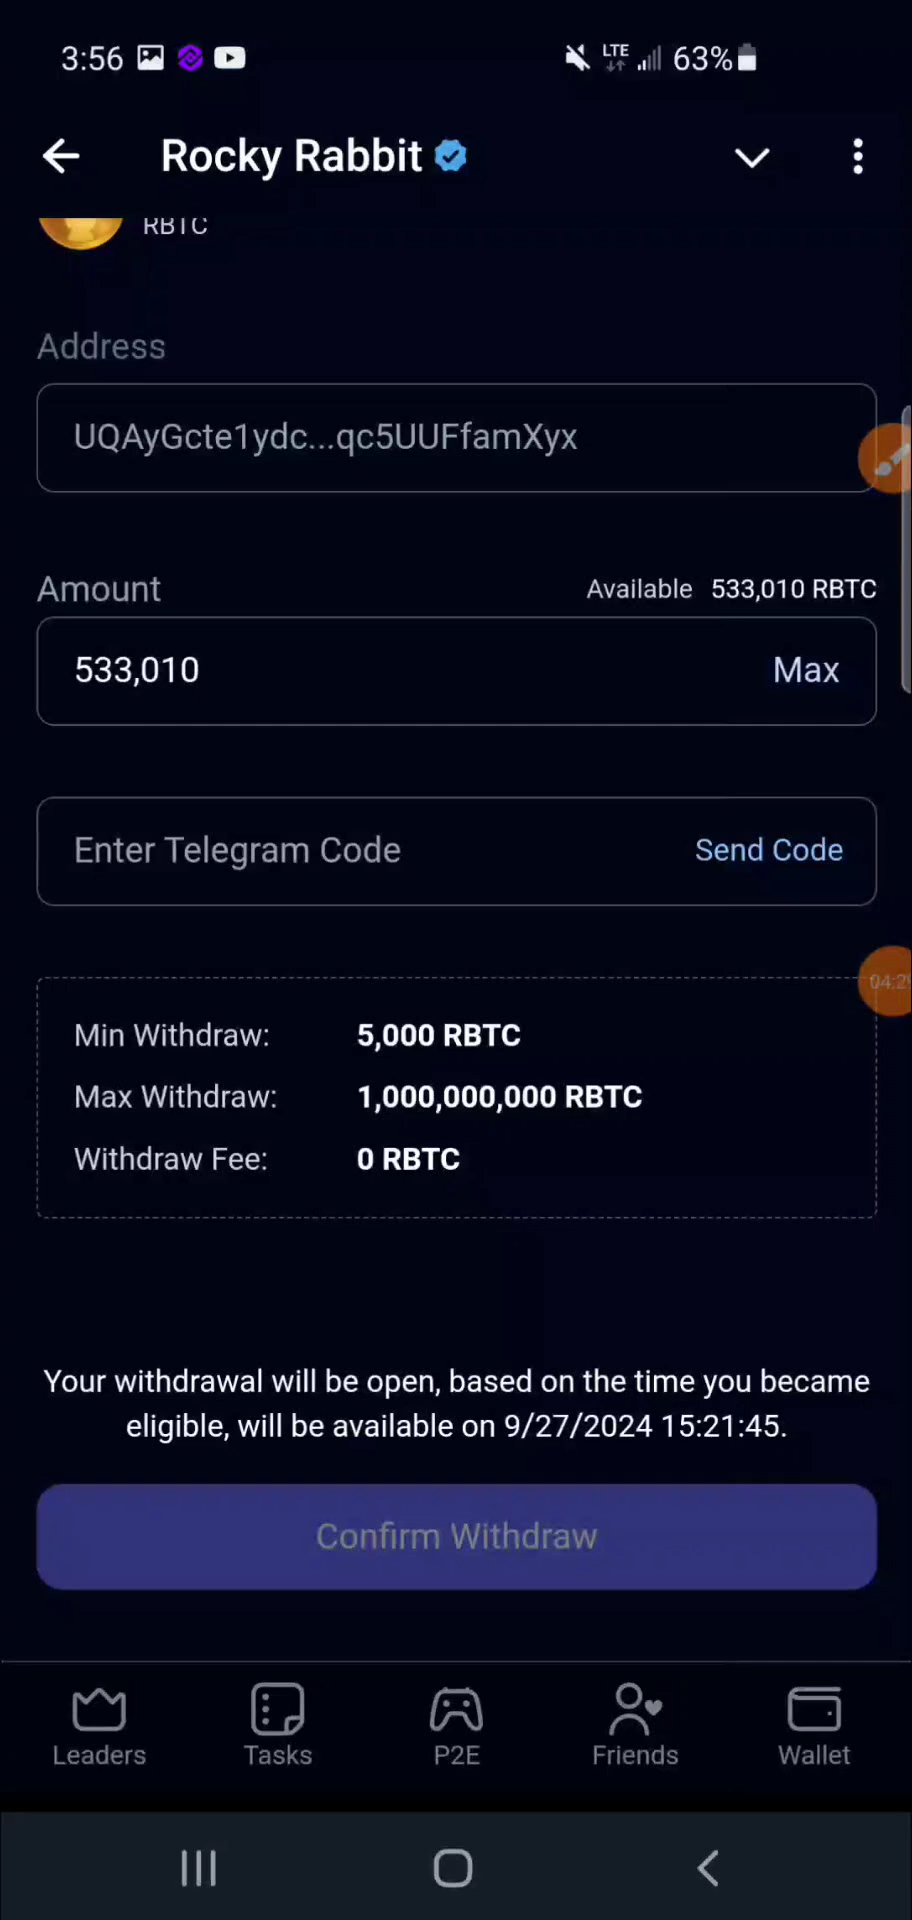 3:56 LTE 63%
Rocky Rabbit
RBTC
Address
UQAyGcte1ydc...qc5UUFfamXyx
Amount Available 533,010 RBTC
533,010 Max
Enter Telegram Code Send Code
Min Withdraw: 5,000 RBTC
Max Withdraw: 1,000,000,000 RBTC
Withdraw Fee: 0 RBTC
Your withdrawal will be open, based on the time you became
eligible, will be available on 9/27/2024 15:21:45.
Confirm Withdraw
Leaders Tasks P2E Friends Wallet